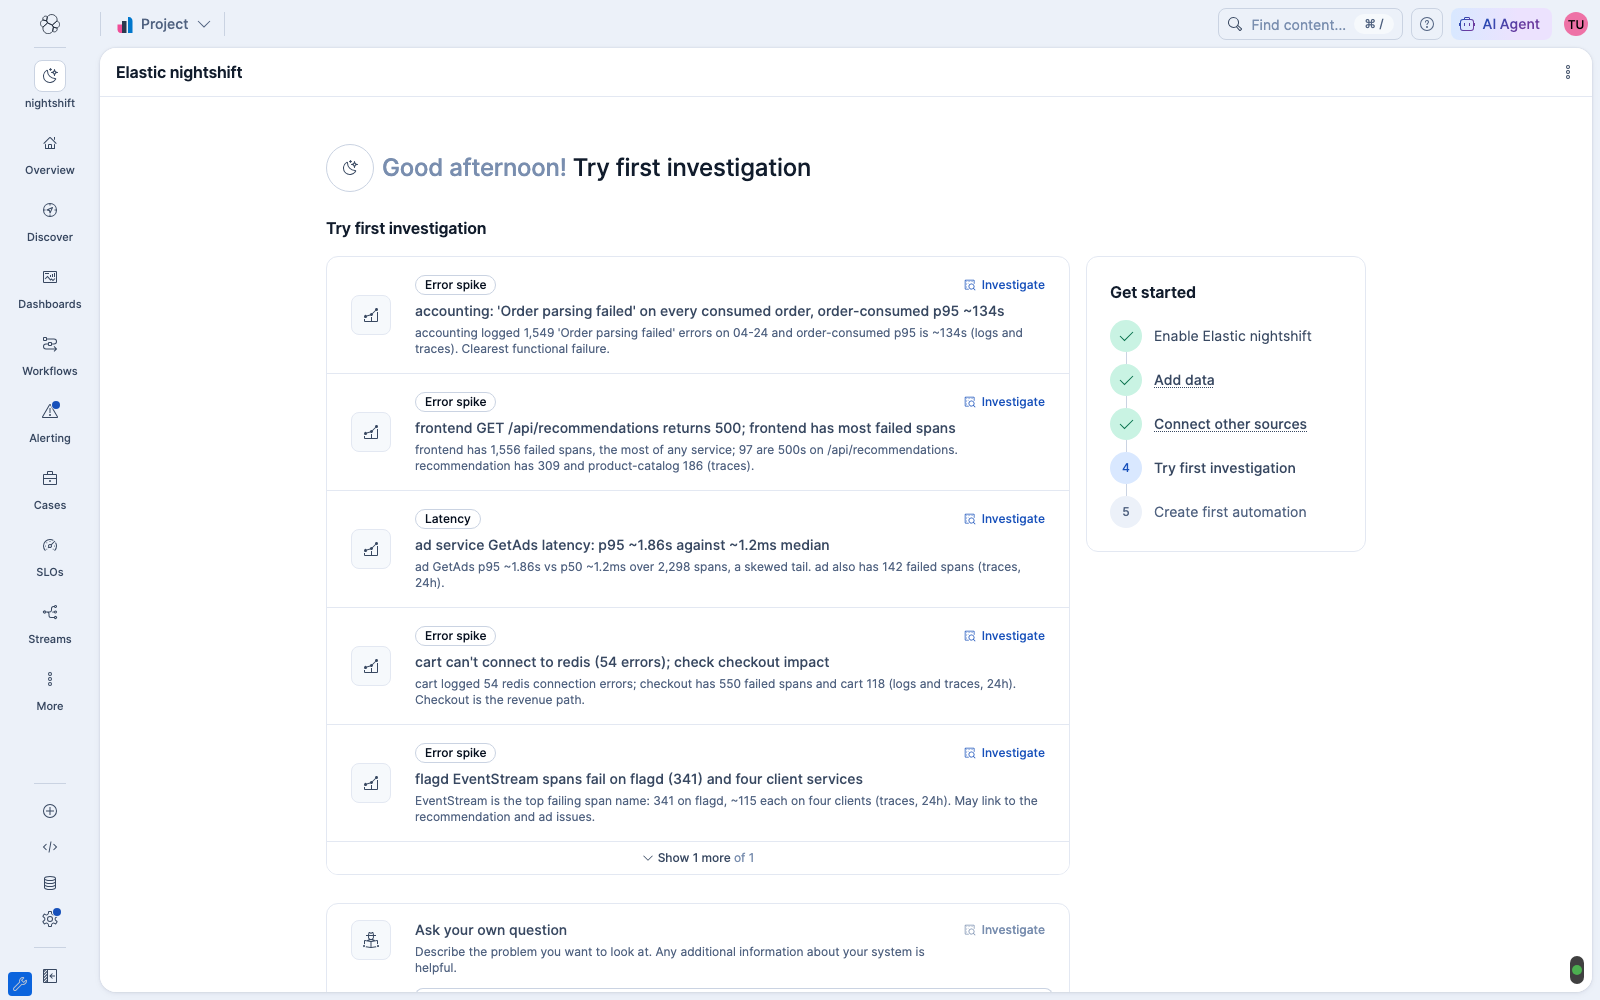 Project
Find content...
⌘ /
AI Agent
TU
Elastic nightshift
nightshift
Overview
Discover
Dashboards
Workflows
Alerting
Cases
SLOs
Streams
More
Good afternoon! Try first investigation
Try first investigation
Error spike
Investigate
accounting: 'Order parsing failed' on every consumed order, order-consumed p95 ~134s
accounting logged 1,549 'Order parsing failed' errors on 04-24 and order-consumed p95 is ~134s (logs and
traces). Clearest functional failure.
Error spike
Investigate
frontend GET /api/recommendations returns 500; frontend has most failed spans
frontend has 1,556 failed spans, the most of any service; 97 are 500s on /api/recommendations.
recommendation has 309 and product-catalog 186 (traces).
Latency
Investigate
ad service GetAds latency: p95 ~1.86s against ~1.2ms median
ad GetAds p95 ~1.86s vs p50 ~1.2ms over 2,298 spans, a skewed tail. ad also has 142 failed spans (traces,
24h).
Error spike
Investigate
cart can't connect to redis (54 errors); check checkout impact
cart logged 54 redis connection errors; checkout has 550 failed spans and cart 118 (logs and traces, 24h).
Checkout is the revenue path.
Error spike
Investigate
flagd EventStream spans fail on flagd (341) and four client services
EventStream is the top failing span name: 341 on flagd, ~115 each on four clients (traces, 24h). May link to the
recommendation and ad issues.
Show 1 more of 1
Ask your own question
Investigate
Describe the problem you want to look at. Any additional information about your system is
helpful.
Get started
Enable Elastic nightshift
Add data
Connect other sources
4 Try first investigation
5 Create first automation